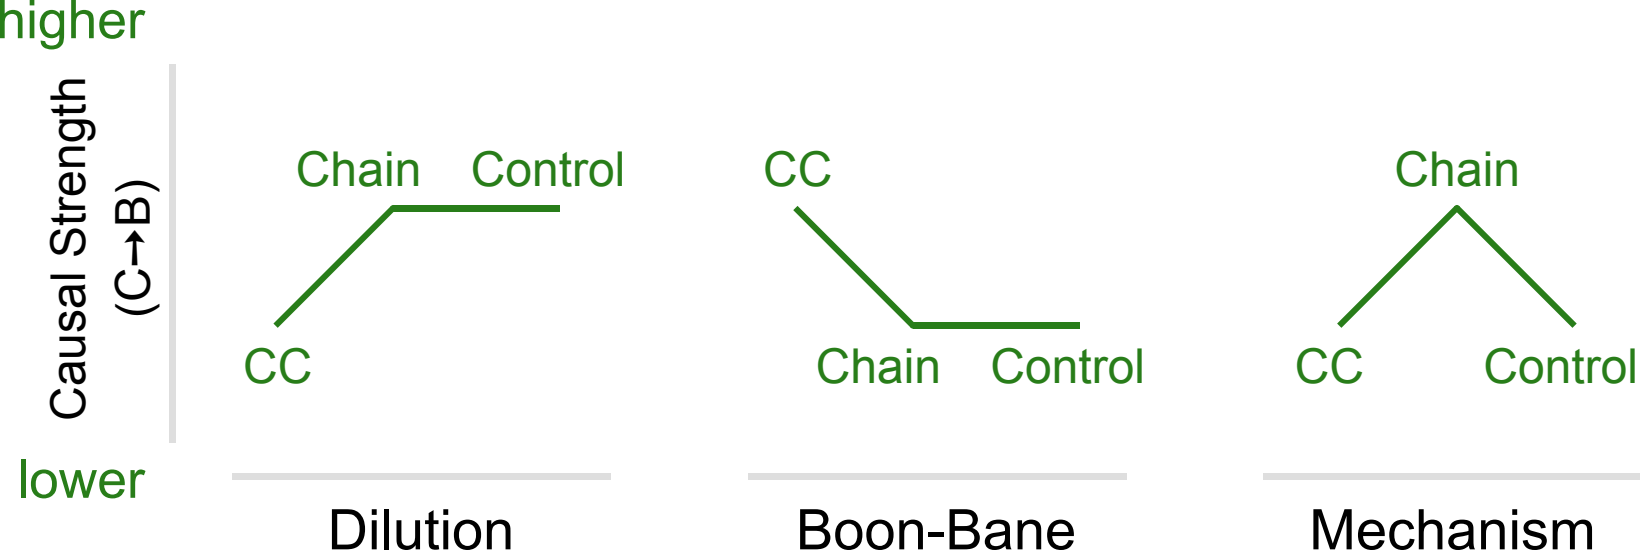 higher
Causal Strength
(C→B)
lower
Chain Control
CC
Dilution
CC
Chain Control
Boon-Bane
Chain
CC Control
Mechanism